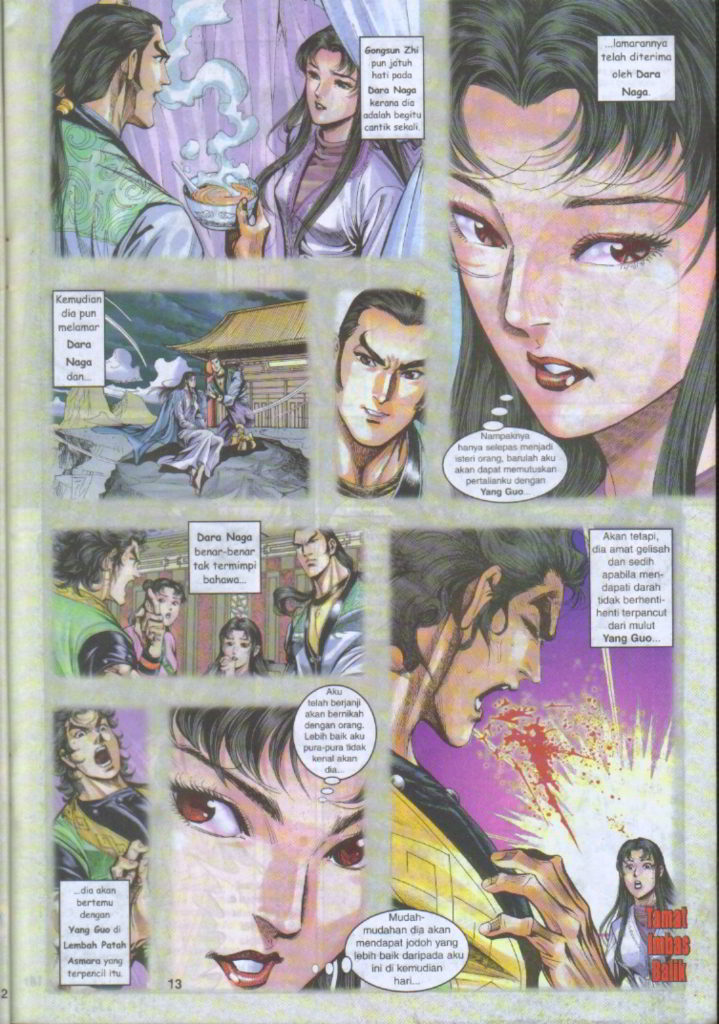 Gongsun Zhi
pun jatuh
hati pada
Dara Naga
kerana dia
adalah begitu
cantik sekali.
...lamarannya
telah diterima
oleh Dara
Naga.
Kemudian
dia pun
melamar
Dara
Naga
dan...
Nampaknya
hanya selepas menjadi
isteri orang, barulah aku
akan dapat memutuskan
pertalianku dengan
Yang Guo...
Dara Naga
benar-benar
tak termimpi
bahawa...
Akan tetapi,
dia amat gelisah
dan sedih
apabila men-
dapati darah
tidak berhenti-
henti terpancut
dari mulut
Yang Guo...
...dia akan
bertemu
dengan
Yang Guo di
Lembah Patah
Asmara yang
terpencil itu.
Aku
telah berjanji
akan bernikah
dengan orang.
Lebih baik aku
pura-pura tidak
kenal akan
dia...
Mudah-
mudahan dia akan
mendapat jodoh yang
lebih baik daripada aku
ini di kemudian
hari...
Tamat
Imbas
Balik
13
2